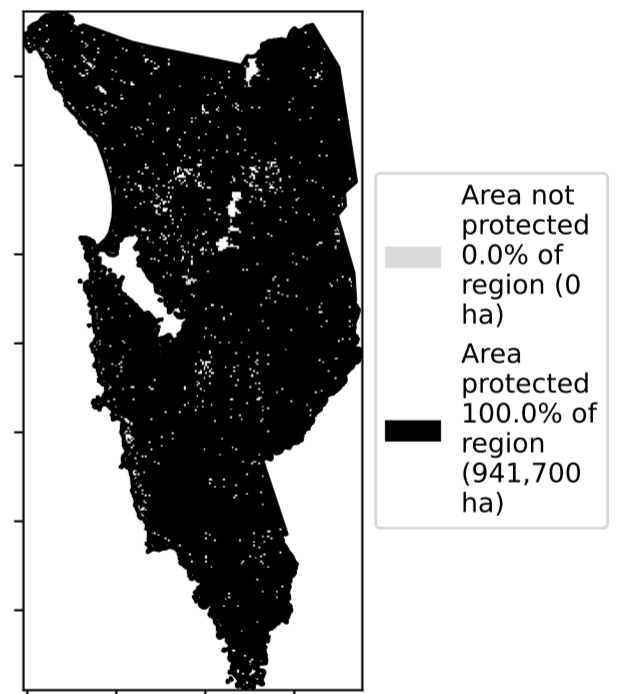 Area not
protected
0.0% of
region (0
ha)
Area
protected
100.0% of
region
(941,700
ha)